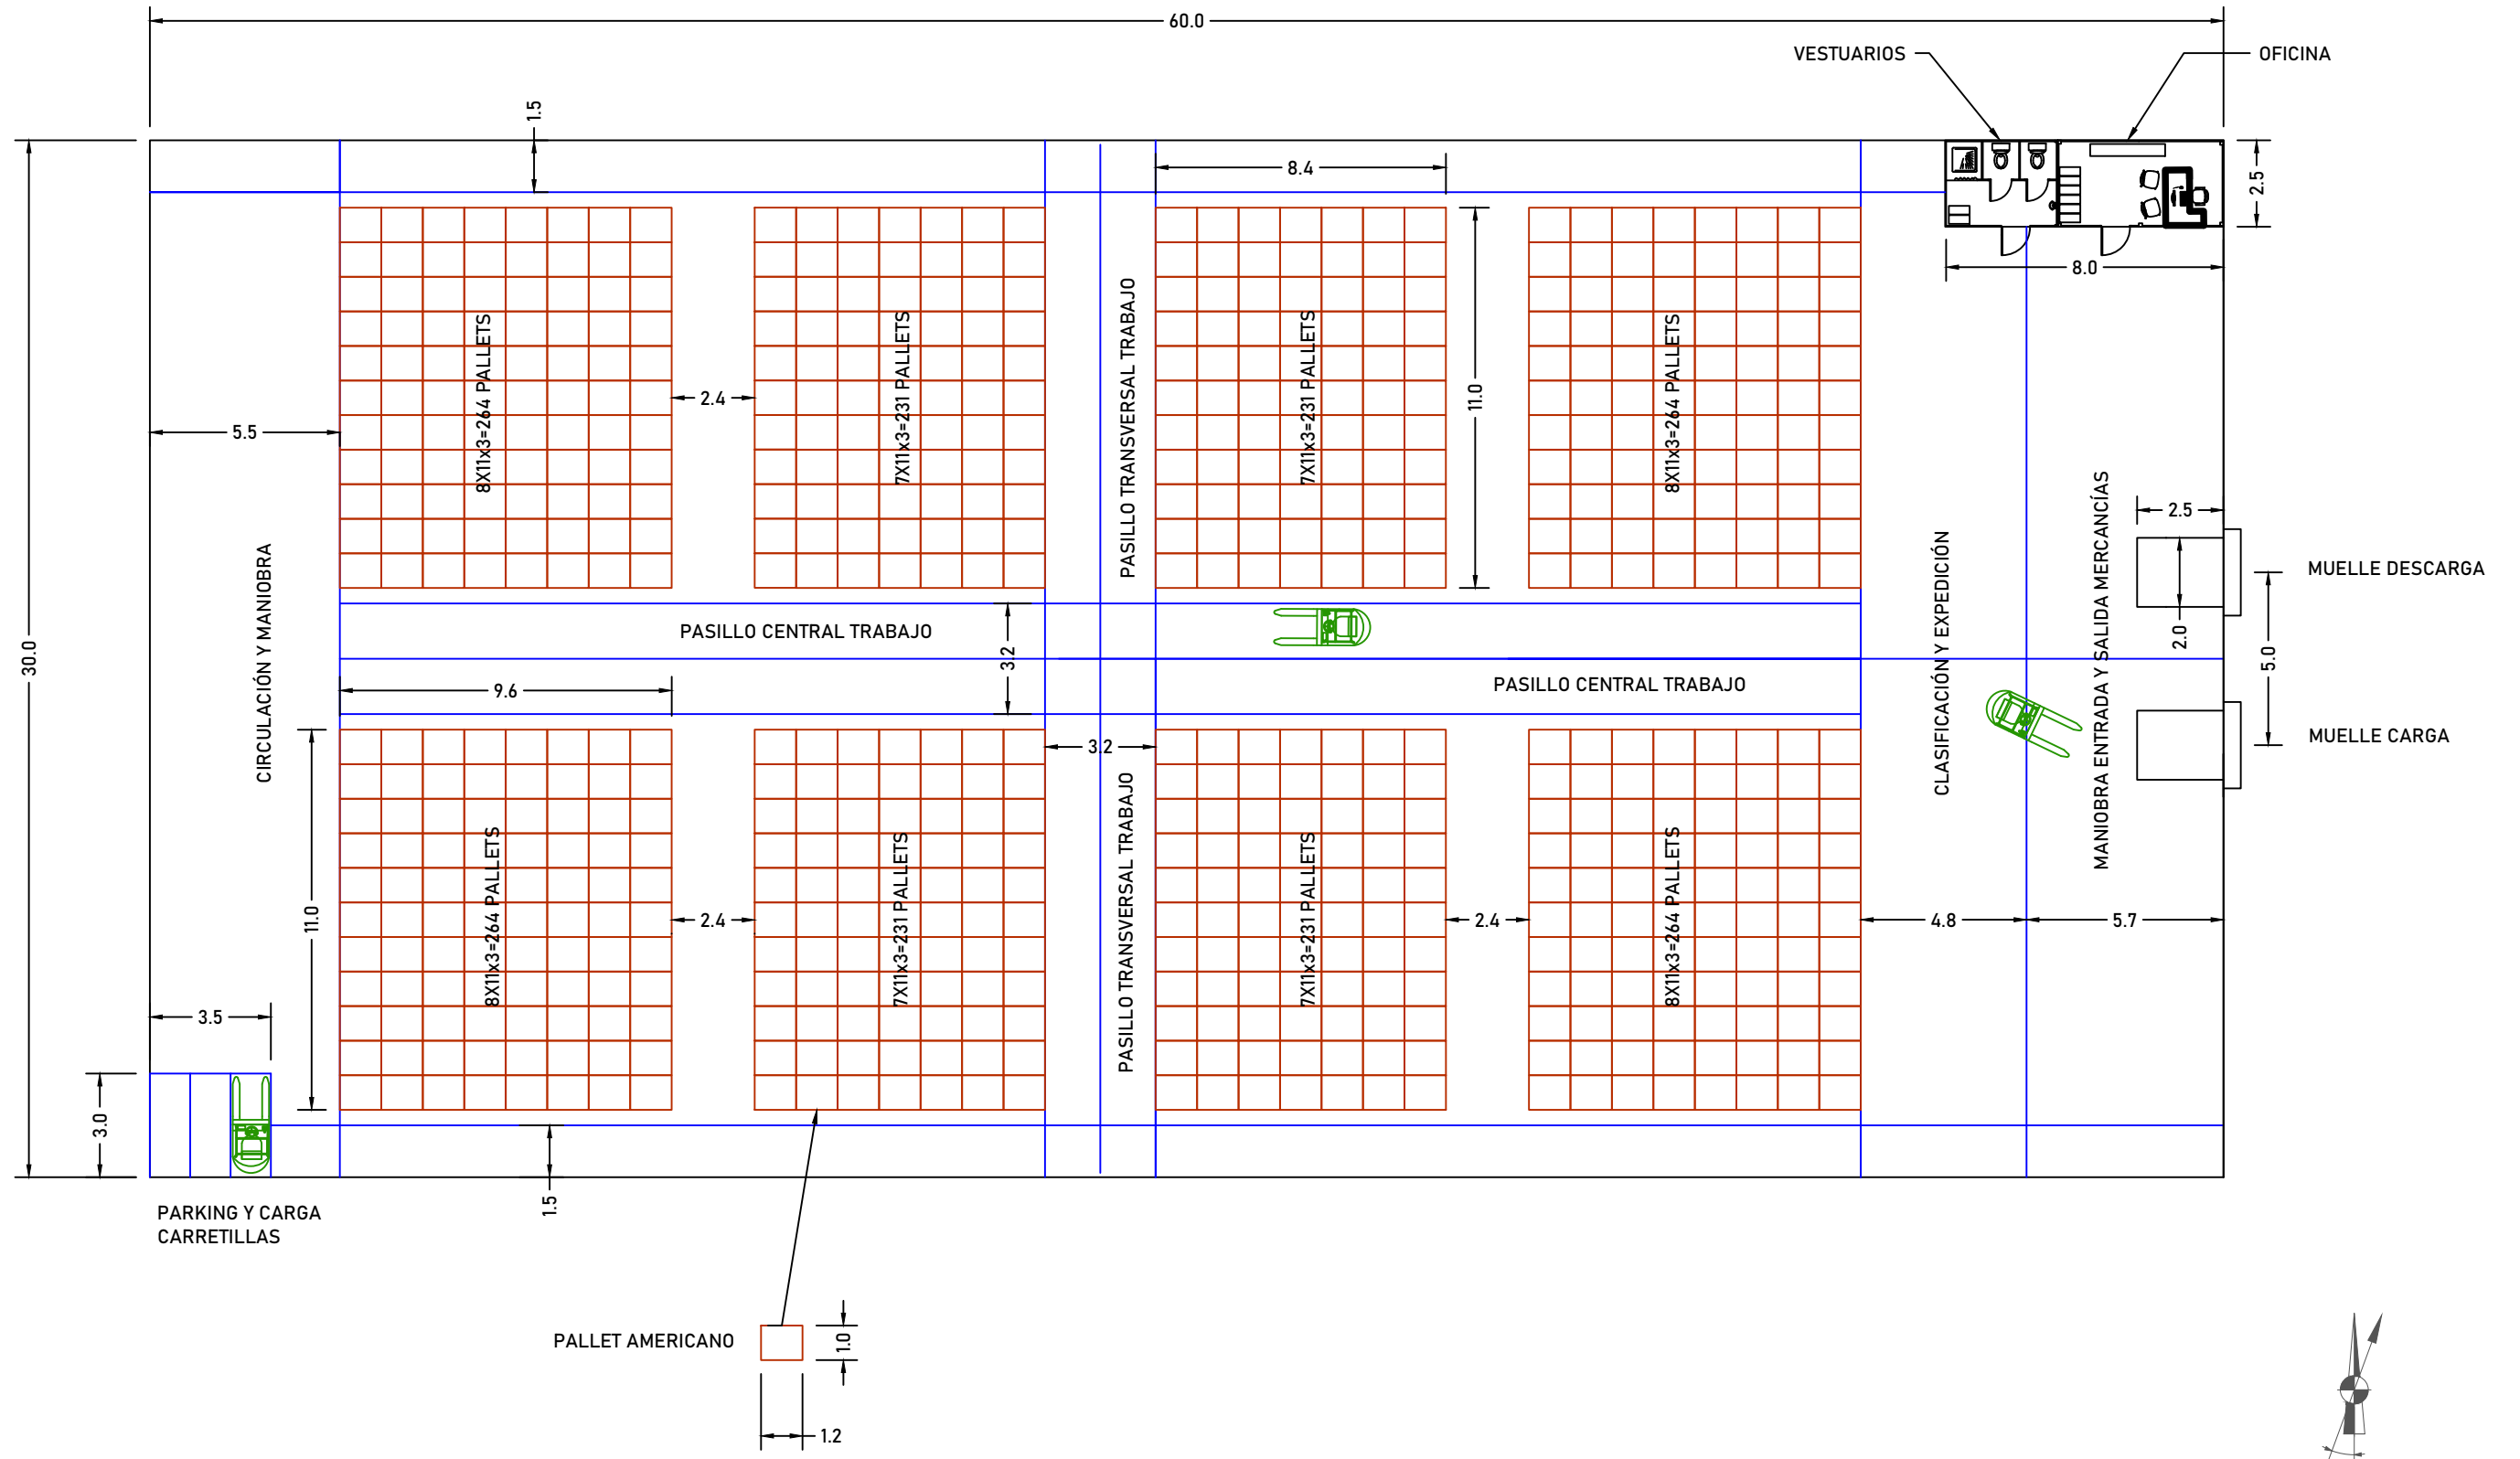 60.0
VESTUARIOS
OFICINA
1.5
8.4
2.5
8.0
8X11x3=264 PALLETS
7X11x3=231 PALLETS
PASILLO TRANSVERSAL TRABAJO
7X11x3=231 PALLETS
8X11x3=264 PALLETS
2.4
11.0
5.5
2.5
MUELLE DESCARGA
CIRCULACIÓN Y MANIOBRA
30.0
PASILLO CENTRAL TRABAJO
3.2
CLASIFICACIÓN Y EXPEDICIÓN
MANIOBRA ENTRADA Y SALIDA MERCANCÍAS
2.0
5.0
9.6
PASILLO CENTRAL TRABAJO
MUELLE CARGA
3.2
11.0
8X11x3=264 PALLETS
2.4
7X11x3=231 PALLETS
PASILLO TRANSVERSAL TRABAJO
7X11x3=231 PALLETS
2.4
8X11x3=264 PALLETS
4.8
5.7
3.5
3.0
1.5
PARKING Y CARGA
CARRETILLAS
PALLET AMERICANO
1.0
1.2